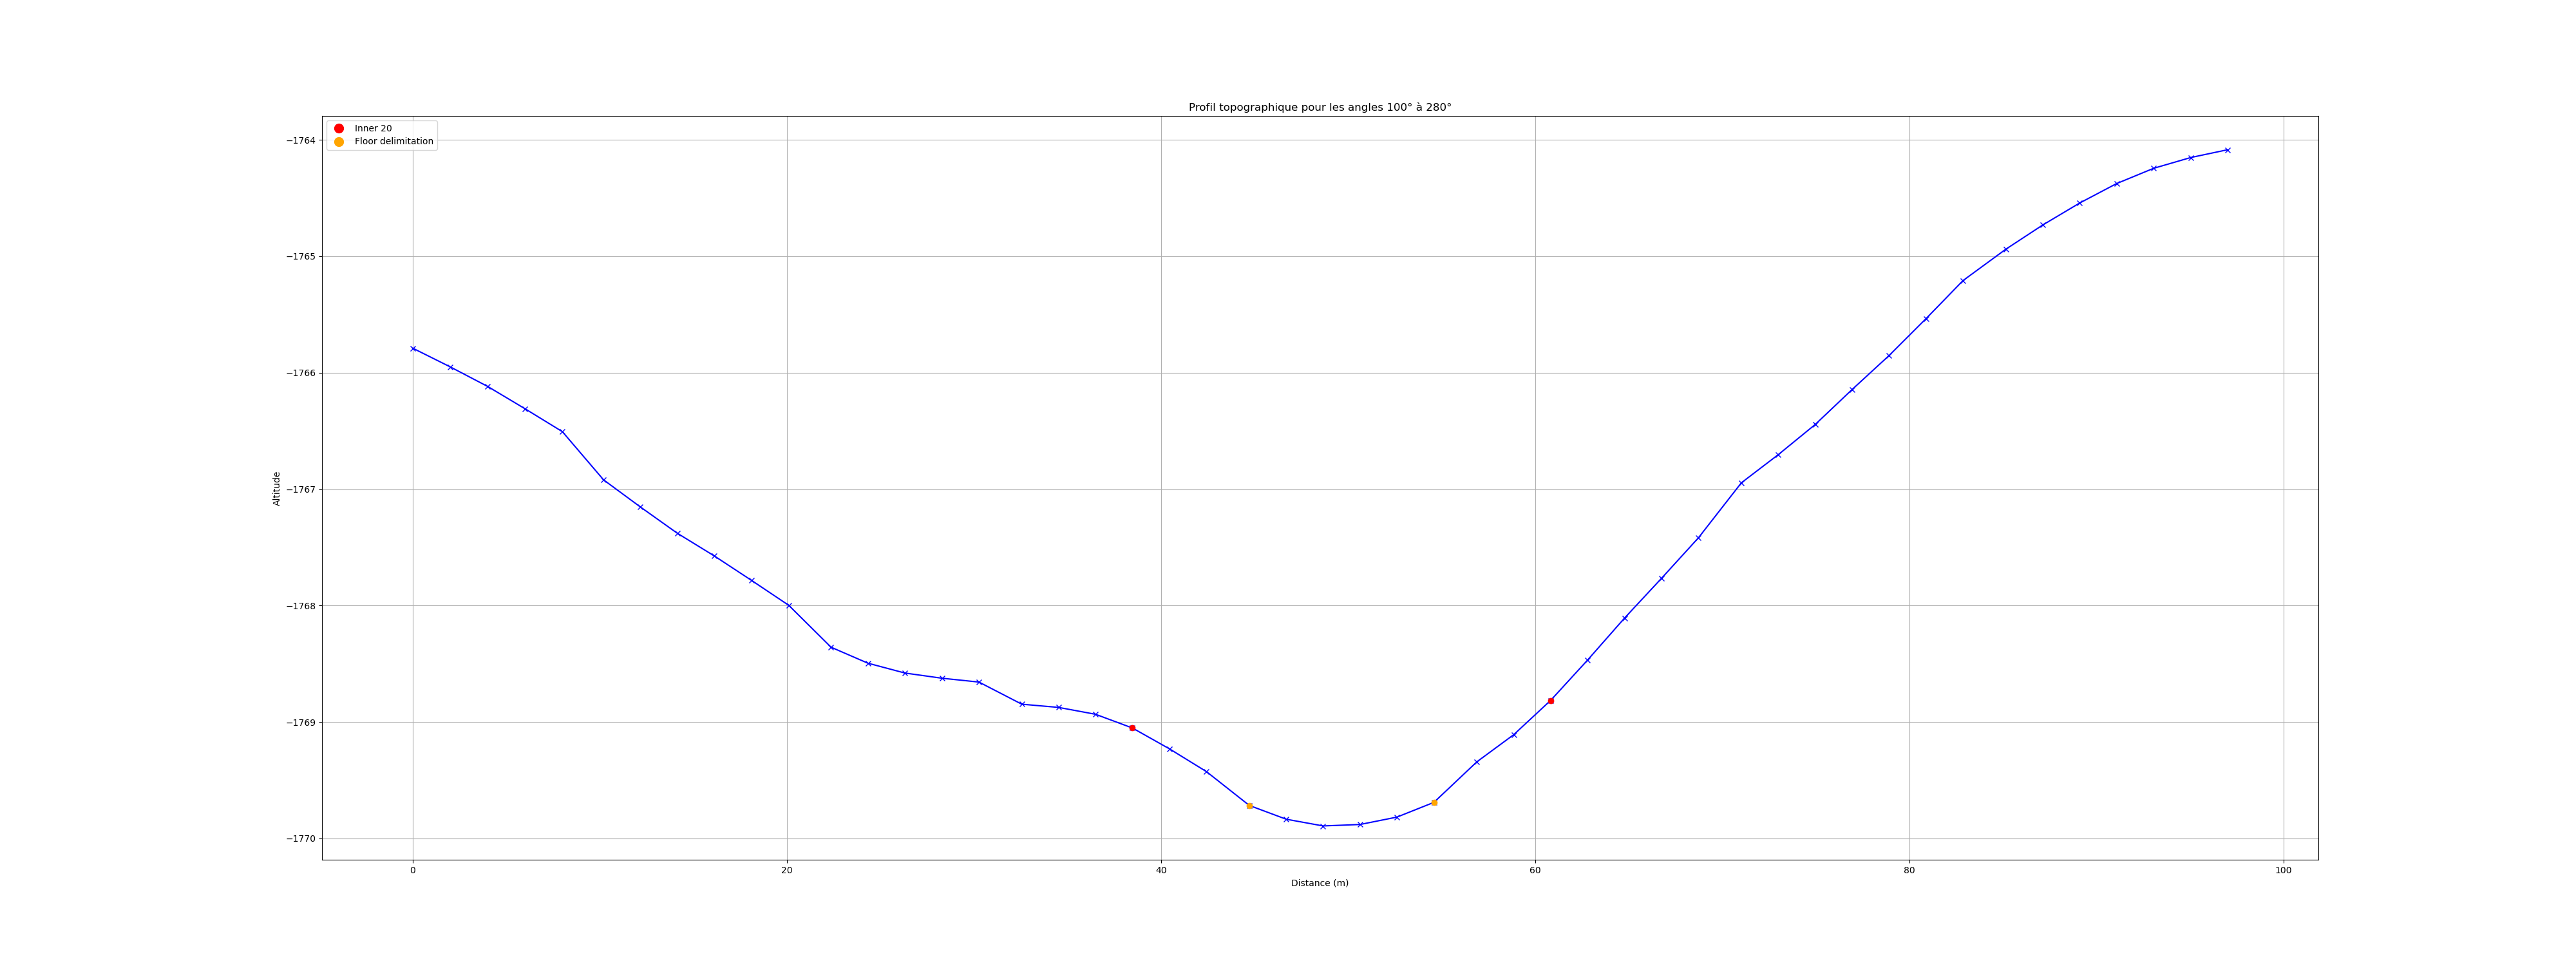 Profil topographique pour les angles 100° à 280°
Inner 20
Floor delimitation
−1764
−1765
−1766
−1767
−1768
−1769
−1770
Altitude
0 20 40 60 80 100
Distance (m)